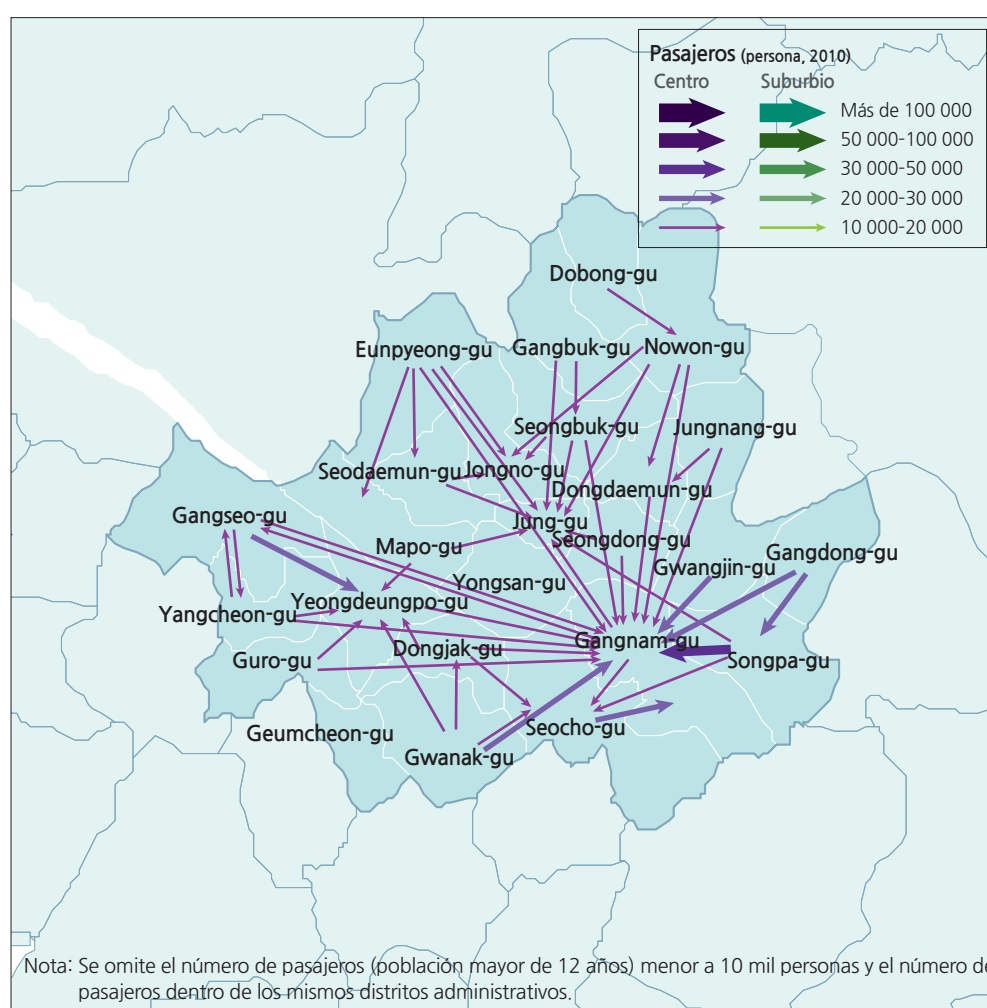 Pasajeros (persona, 2010)
Centro Suburbio
Más de 100 000
50 000-100 000
30 000-50 000
20 000-30 000
10 000-20 000
Dobong-gu
Eunpyeong-gu
Gangbuk-gu
Nowon-gu
Seongbuk-gu
Jungnang-gu
Seodaemun-gu
Jongno-gu
Dongdaemun-gu
Gangseo-gu
Jung-gu
Mapo-gu
Seongdong-gu
Gwangjin-gu
Gangdong-gu
Yongsan-gu
Yangcheon-gu
Yeongdeungpo-gu
Guro-gu
Dongjak-gu
Gangnam-gu
Songpa-gu
Geumcheon-gu
Gwanak-gu
Seocho-gu
Nota: Se omite el número de pasajeros (población mayor de 12 años) menor a 10 mil personas y el número de
pasajeros dentro de los mismos distritos administrativos.